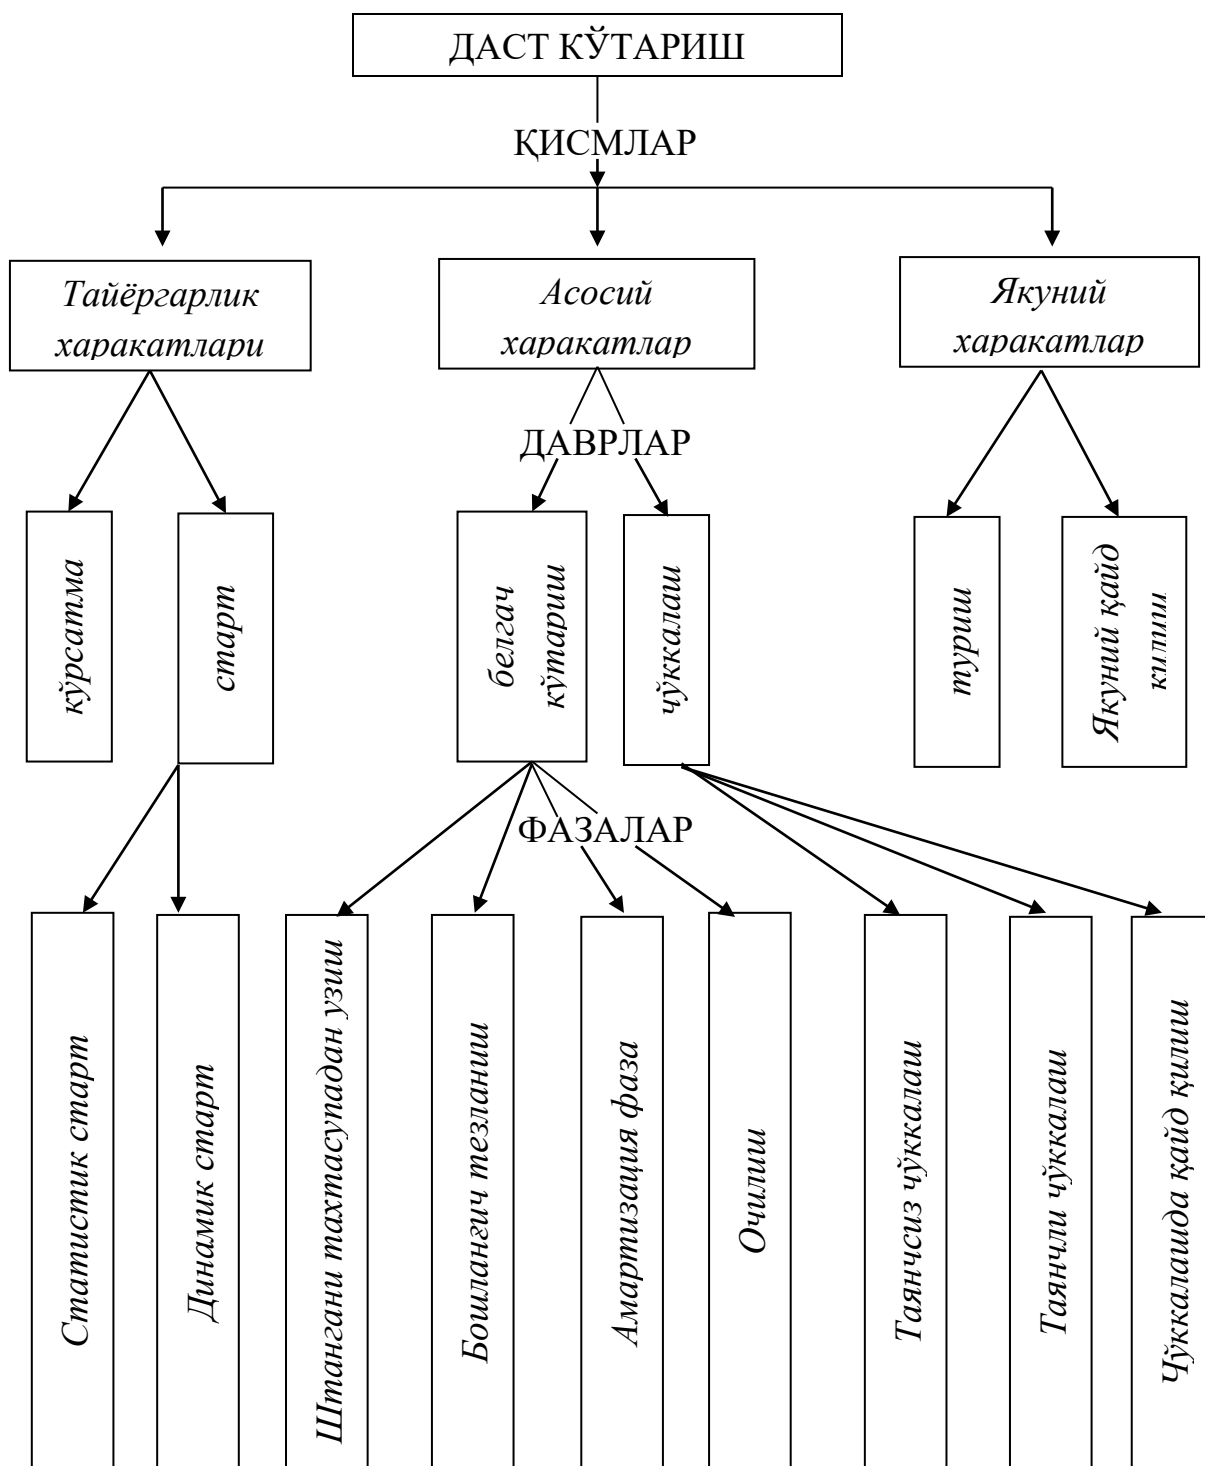 ДАСТ КЎТАРИШ
ҚИСМЛАР
Тайёргарлик
харакатлари
Асосий
харакатлар
Якуний
харакатлар
ДАВРЛАР
кўрсатма
старт
белгач
кўтариш
чўккалаш
туриш
Якуний қайд
килиш
ФАЗАЛАР
Статистик старт
Динамик старт
Штангани тахтасупадан узиш
Бошланғич тезланиш
Амартизация фаза
Очилиш
Таянчсиз чўккалаш
Таянчли чўккалаш
Чўккалашда қайд қилиш